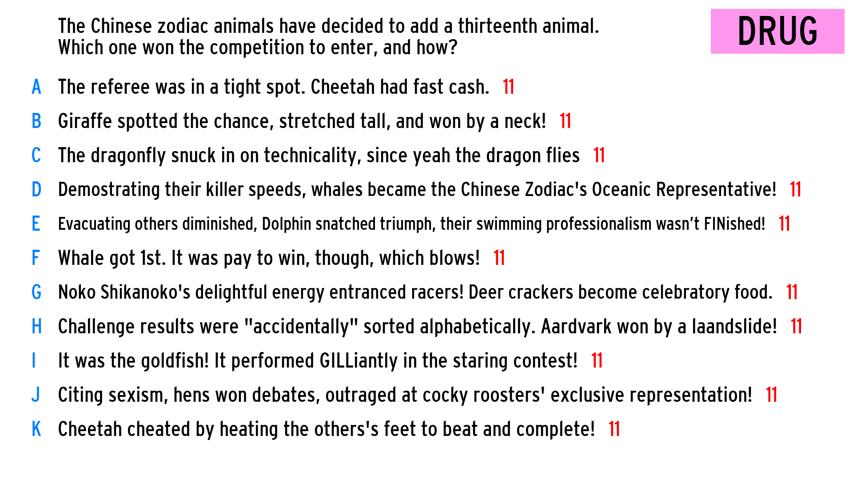 The Chinese zodiac animals have decided to add a thirteenth animal.
Which one won the competition to enter, and how?
DRUG
A The referee was in a tight spot. Cheetah had fast cash. 11
B Giraffe spotted the chance, stretched tall, and won by a neck! 11
C The dragonfly snuck in on technicality, since yeah the dragon flies 11
D Demostrating their killer speeds, whales became the Chinese Zodiac's Oceanic Representative! 11
E Evacuating others diminished, Dolphin snatched triumph, their swimming professionalism wasn't FINished! 11
F Whale got 1st. It was pay to win, though, which blows! 11
G Noko Shikanoko's delightful energy entranced racers! Deer crackers become celebratory food. 11
H Challenge results were "accidentally" sorted alphabetically. Aardvark won by a laandslide! 11
I It was the goldfish! It performed GILLiantly in the staring contest! 11
J Citing sexism, hens won debates, outraged at cocky roosters' exclusive representation! 11
K Cheetah cheated by heating the others's feet to beat and complete! 11